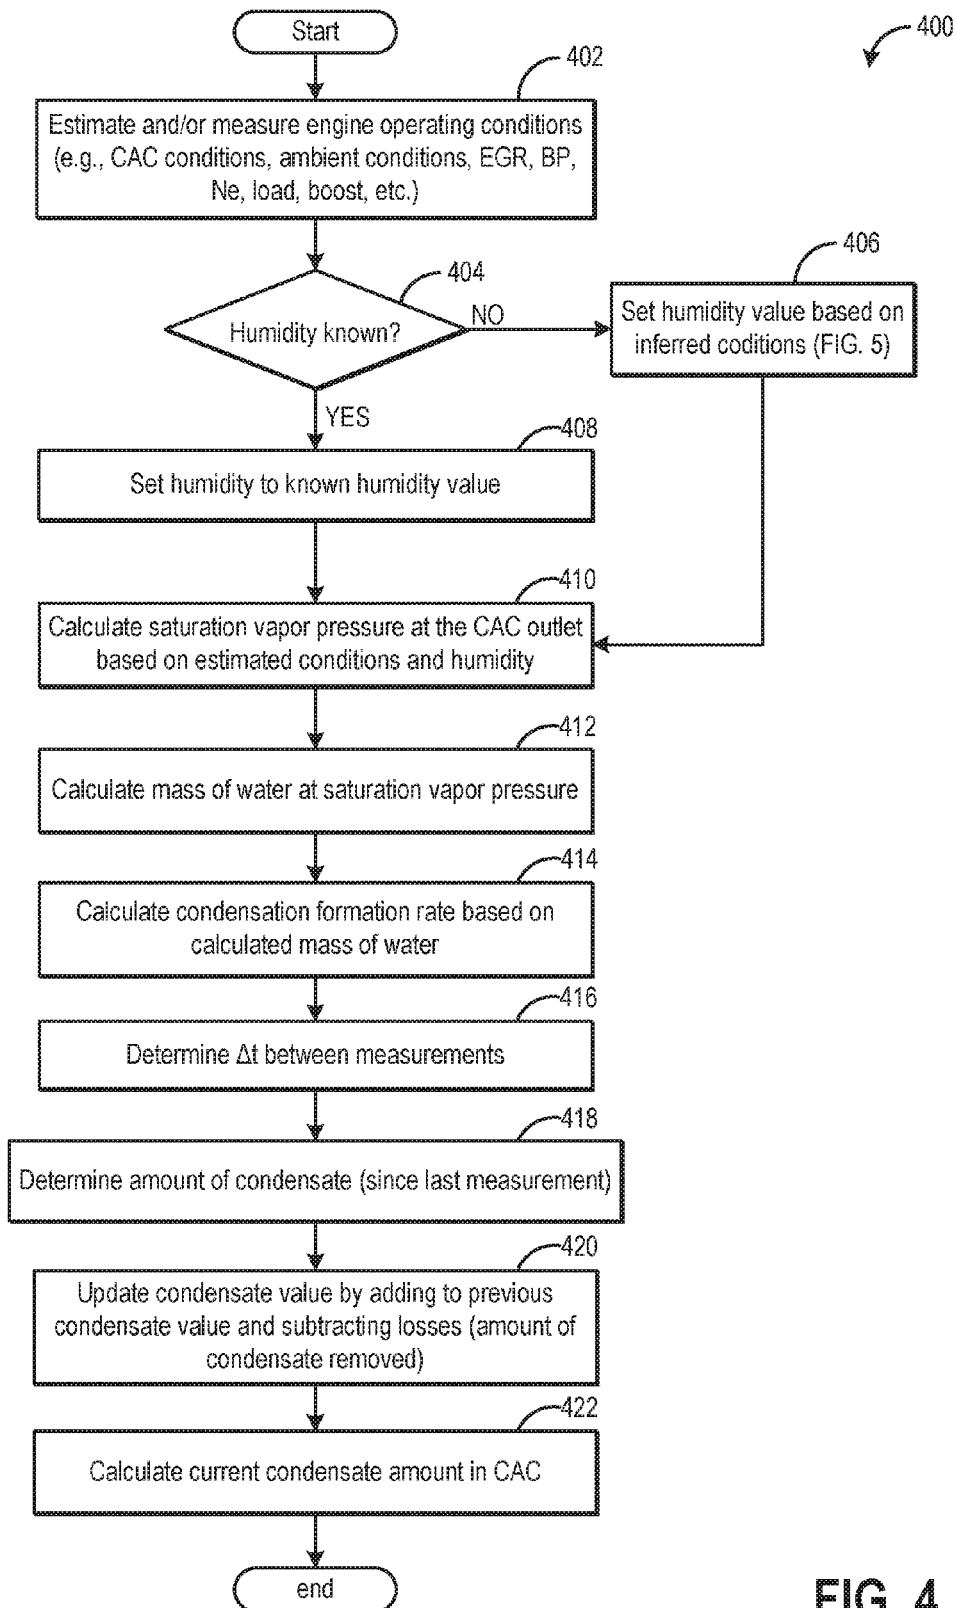 Start
400
402
Estimate and/or measure engine operating conditions
(e.g., CAC conditions, ambient conditions, EGR, BP,
Ne, load, boost, etc.)
404
Humidity known?
NO
406
Set humidity value based on
inferred coditions (FIG. 5)
YES
408
Set humidity to known humidity value
410
Calculate saturation vapor pressure at the CAC outlet
based on estimated conditions and humidity
412
Calculate mass of water at saturation vapor pressure
414
Calculate condensation formation rate based on
calculated mass of water
416
Determine Δt between measurements
418
Determine amount of condensate (since last measurement)
420
Update condensate value by adding to previous
condensate value and subtracting losses (amount of
condensate removed)
422
Calculate current condensate amount in CAC
end
FIG. 4